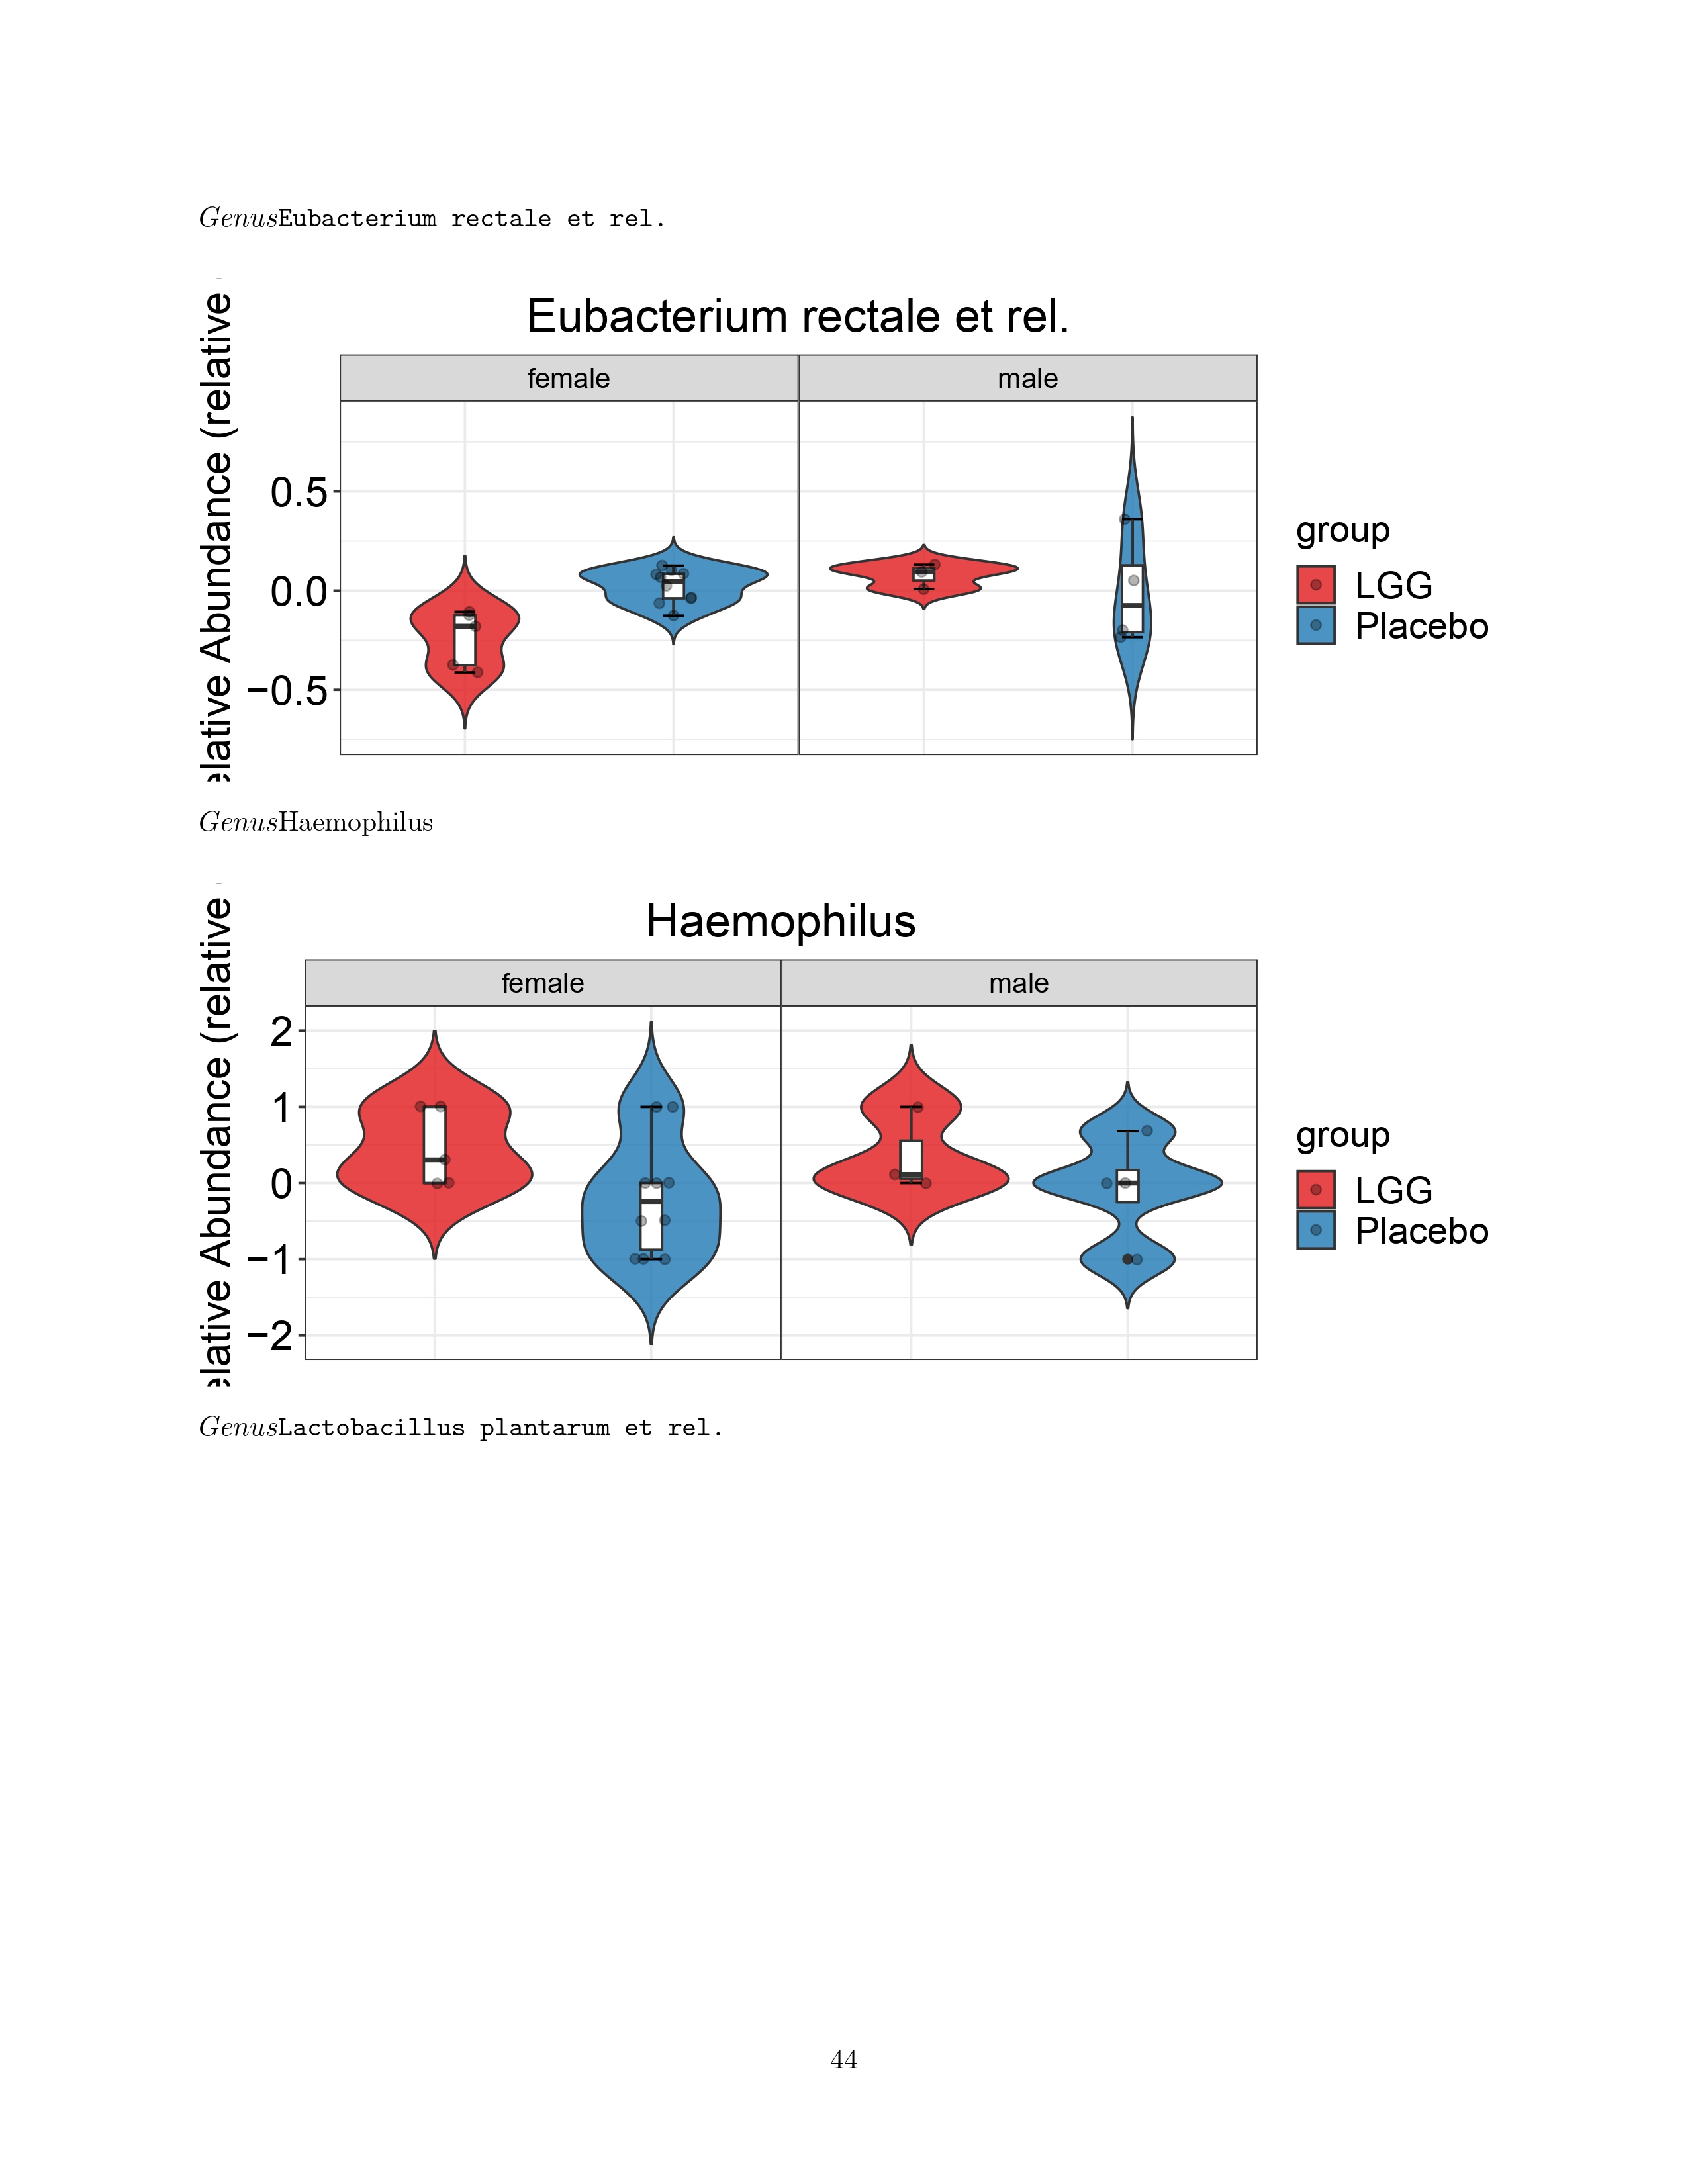 GenusEubacterium rectale et rel.
elative Abundance (relative
Eubacterium rectale et rel.
female male
0.5
0.0
−0.5
group
LGG
Placebo
GenusHaemophilus
elative Abundance (relative
Haemophilus
female male
2
1
0
−1
−2
group
LGG
Placebo
GenusLactobacillus plantarum et rel.
44